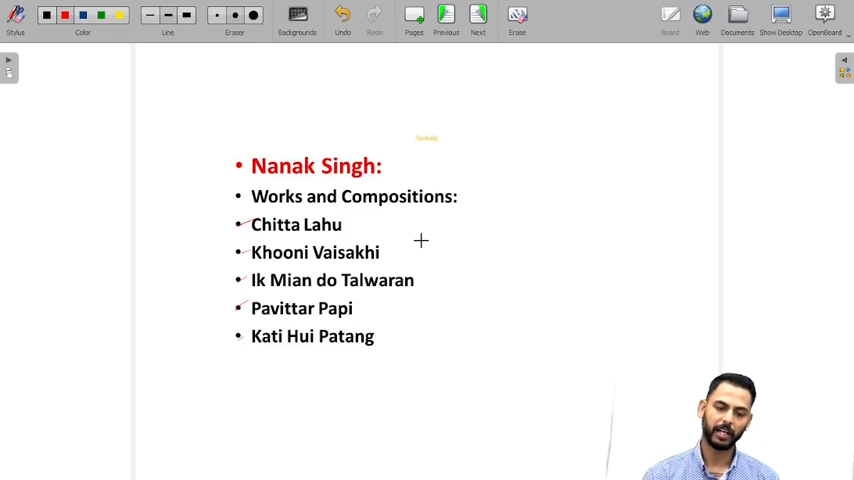 Stylus
Color
Line
Eraser
Backgrounds
Undo
Redo
Pages
Previous
Next
Erase
Board
Web
Documents
Show Desktop
OpenBoard
• Nanak Singh:
• Works and Compositions:
• Chitta Lahu
• Khooni Vaisakhi
• Ik Mian do Talwaran
• Pavittar Papi
• Kati Hui Patang